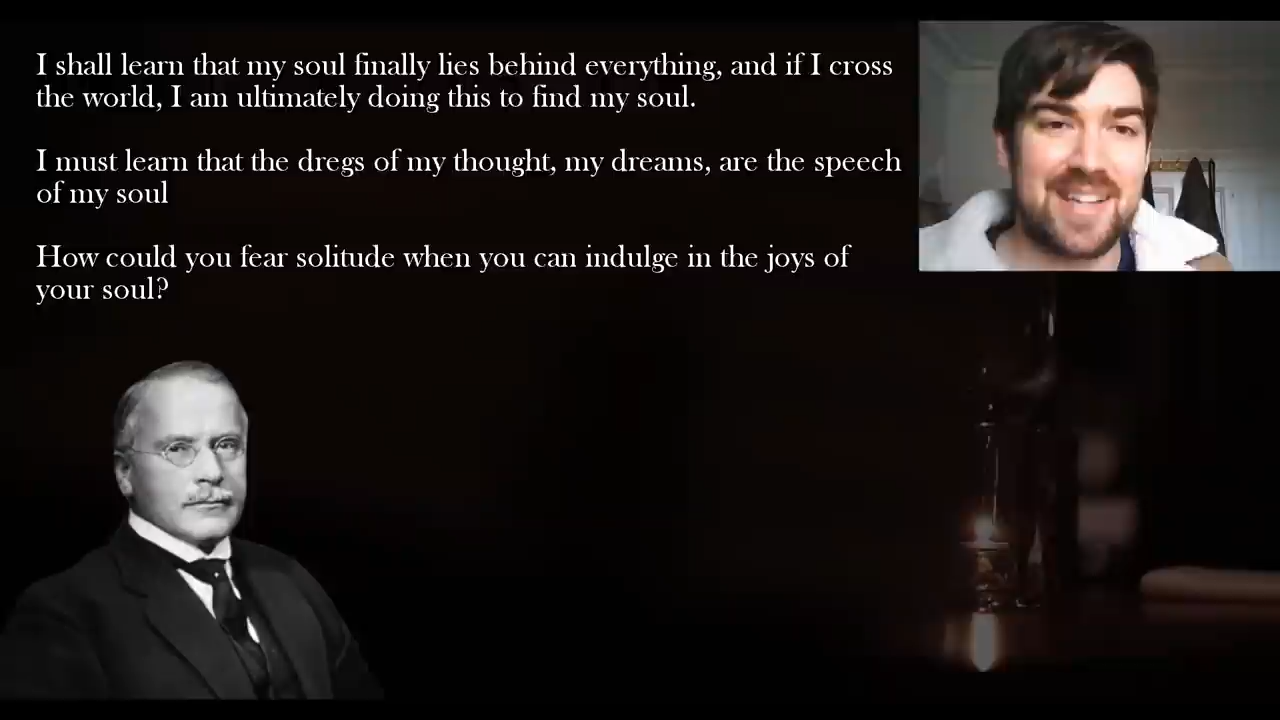 I shall learn that my soul finally lies behind everything, and if I cross
the world, I am ultimately doing this to find my soul.
I must learn that the dregs of my thought, my dreams, are the speech
of my soul
How could you fear solitude when you can indulge in the joys of
your soul?